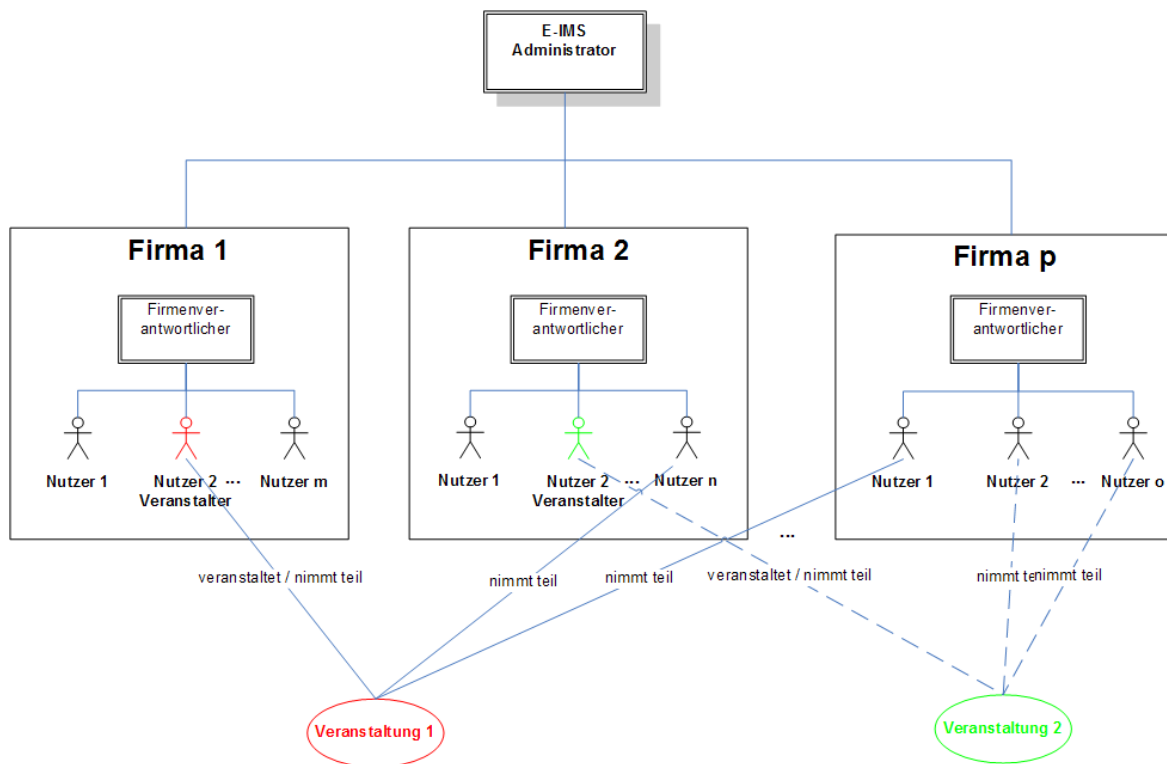 E-IMS
Administrator
Firma 1
Firma 2
Firma p
Firmenver-
antwortlicher
Firmenver-
antwortlicher
Firmenver-
antwortlicher
Nutzer 1
Nutzer 2
Veranstalter
...
Nutzer m
Nutzer 1
Nutzer 2
Veranstalter
...
Nutzer n
Nutzer 1
Nutzer 2
...
Nutzer o
...
veranstaltet / nimmt teil
nimmt teil
nimmt teil
veranstaltet / nimmt teil
nimmt te
nimmt teil
Veranstaltung 1
Veranstaltung 2